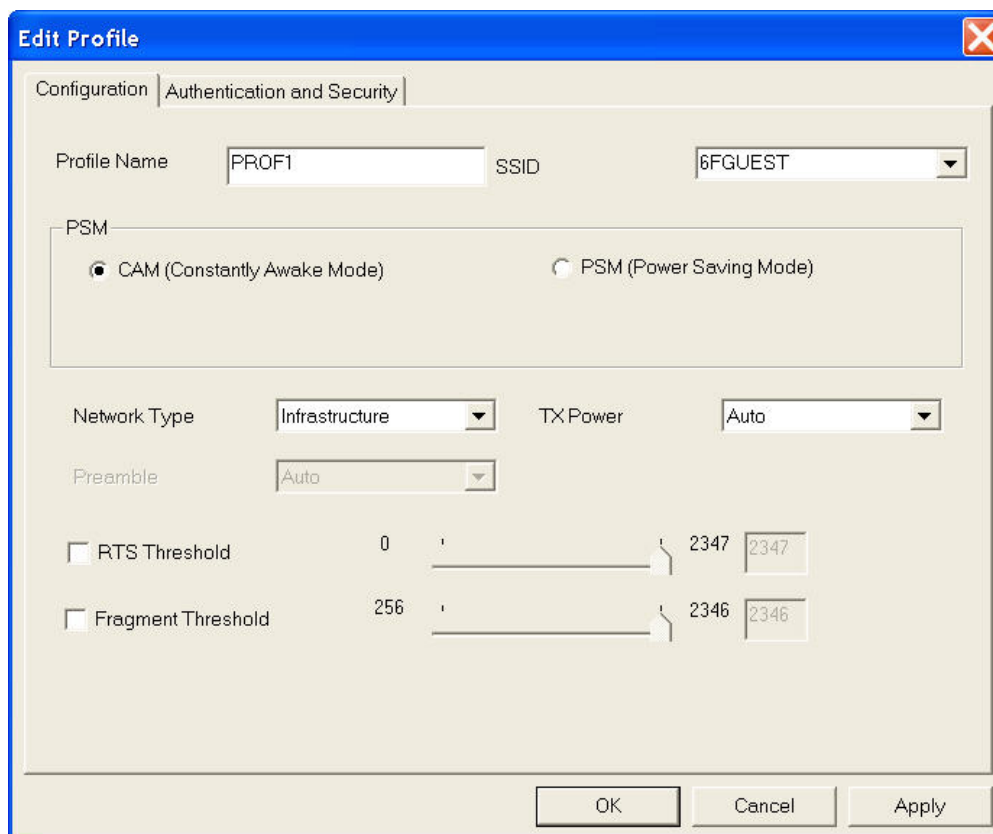 Edit Profile
Configuration Authentication and Security
Profile Name PROF1 SSID 6FGUEST
PSM
CAM (Constantly Awake Mode) PSM (Power Saving Mode)
Network Type Infrastructure TX Power Auto
Preamble Auto
RTS Threshold 0 2347 2347
Fragment Threshold 256 2346 2346
OK Cancel Apply